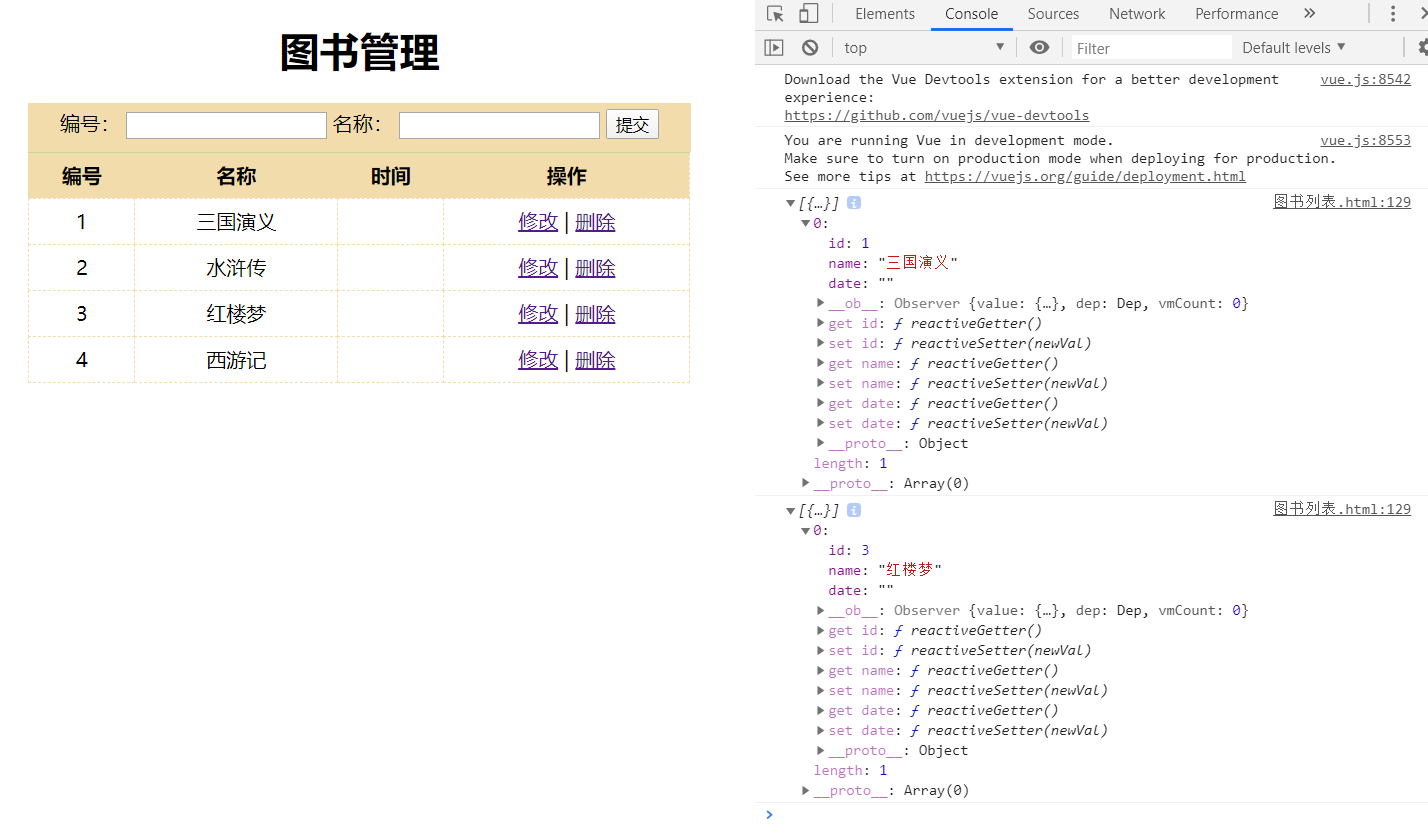 图书管理
编号： 名称： 提交
编号 名称 时间 操作
1 三国演义 修改 | 删除
2 水浒传 修改 | 删除
3 红楼梦 修改 | 删除
4 西游记 修改 | 删除
Elements Console Sources Network Performance »
top Filter Default levels
Download the Vue Devtools extension for a better development vue.js:8542
experience:
https://github.com/vuejs/vue-devtools
You are running Vue in development mode. vue.js:8553
Make sure to turn on production mode when deploying for production.
See more tips at https://vuejs.org/guide/deployment.html
[{…}] 图书列表.html:129
0:
id: 1
name: "三国演义"
date: ""
__ob__: Observer {value: {…}, dep: Dep, vmCount: 0}
get id: ƒ reactiveGetter()
set id: ƒ reactiveSetter(newVal)
get name: ƒ reactiveGetter()
set name: ƒ reactiveSetter(newVal)
get date: ƒ reactiveGetter()
set date: ƒ reactiveSetter(newVal)
__proto__: Object
length: 1
__proto__: Array(0)
[{…}] 图书列表.html:129
0:
id: 3
name: "红楼梦"
date: ""
__ob__: Observer {value: {…}, dep: Dep, vmCount: 0}
get id: ƒ reactiveGetter()
set id: ƒ reactiveSetter(newVal)
get name: ƒ reactiveGetter()
set name: ƒ reactiveSetter(newVal)
get date: ƒ reactiveGetter()
set date: ƒ reactiveSetter(newVal)
__proto__: Object
length: 1
__proto__: Array(0)